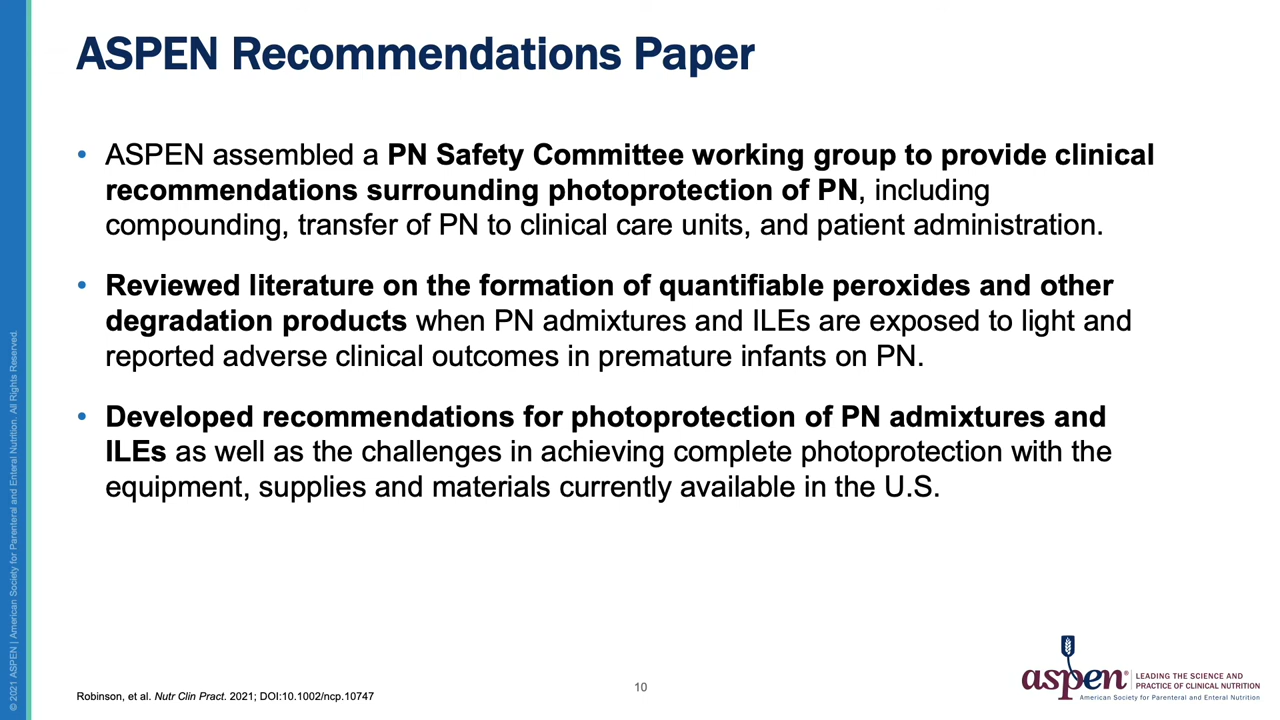 ASPEN Recommendations Paper
• ASPEN assembled a PN Safety Committee working group to provide clinical
recommendations surrounding photoprotection of PN, including
compounding, transfer of PN to clinical care units, and patient administration.
• Reviewed literature on the formation of quantifiable peroxides and other
degradation products when PN admixtures and ILEs are exposed to light and
reported adverse clinical outcomes in premature infants on PN.
• Developed recommendations for photoprotection of PN admixtures and
ILEs as well as the challenges in achieving complete photoprotection with the
equipment, supplies and materials currently available in the U.S.
© 2021 ASPEN | American Society for Parenteral and Enteral Nutrition. All Rights Reserved.
Robinson, et al. Nutr Clin Pract. 2021; DOI:10.1002/ncp.10747
10
aspen®
LEADING THE SCIENCE AND
PRACTICE OF CLINICAL NUTRITION
American Society for Parenteral and Enteral Nutrition